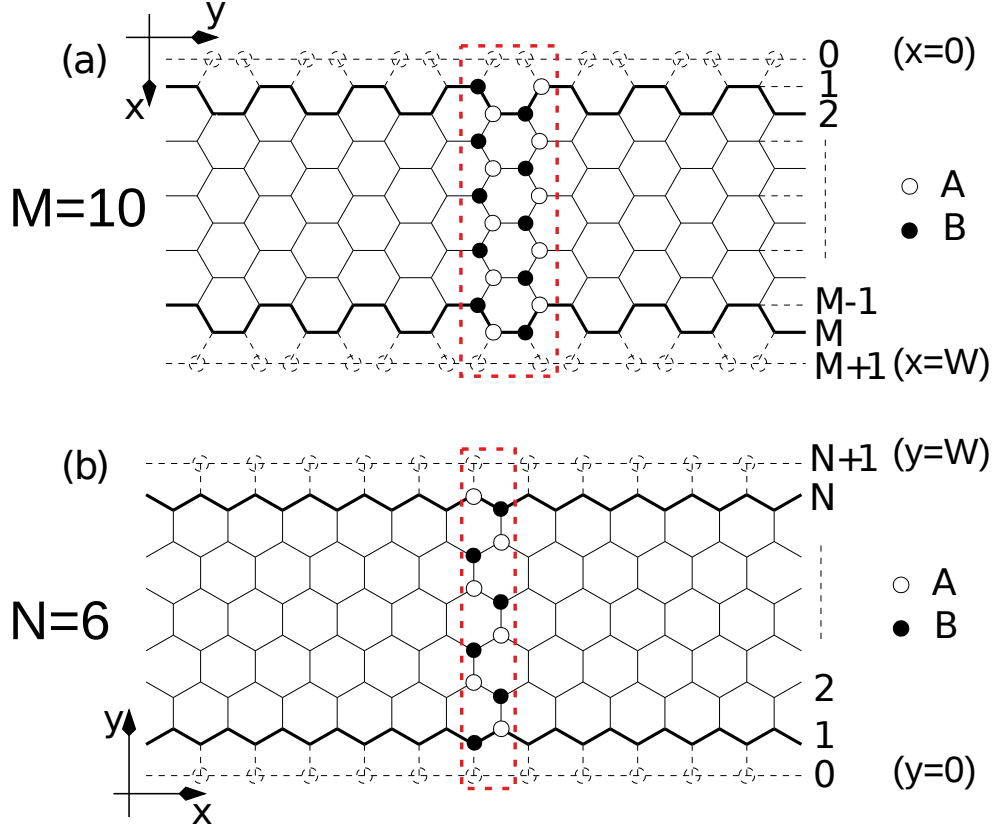 y
(a)
0 (x=0)
1
x
2
M=10
A
B
M-1
M
M+1 (x=W)
(b)
N+1 (y=W)
N
A
N=6
B
2
y
1
0 (y=0)
x